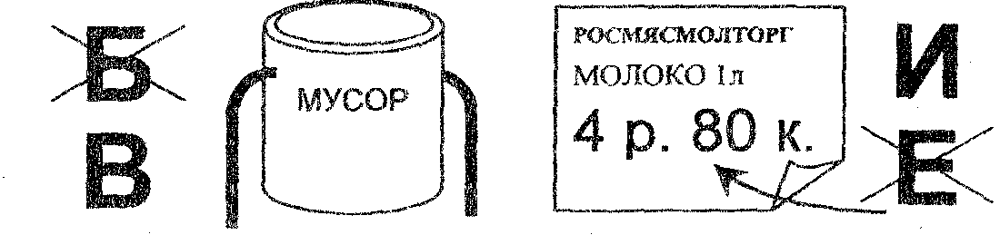 Б
В
МУСОР
РОСМЯСМОЛТОРГ
МОЛОКО 1л
4 р. 80 к.
И
Е